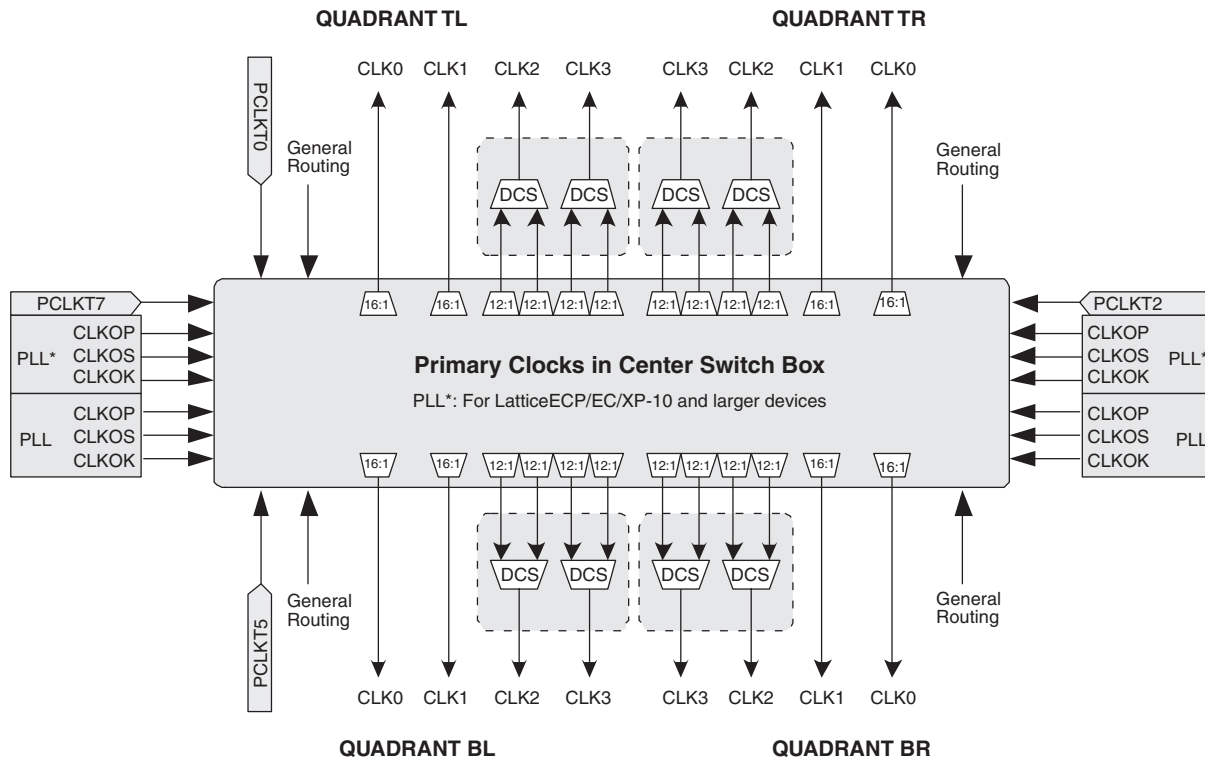 QUADRANT TL QUADRANT TR
CLK0 CLK1 CLK2 CLK3 CLK3 CLK2 CLK1 CLK0
PCLKT0
General
Routing
General
Routing
DCS DCS DCS DCS
16:1 16:1 12:1 12:1 12:1 12:1 12:1 12:1 12:1 12:1 16:1 16:1
PCLKT7
PLL*
CLKOP
CLKOS
CLKOK
PLL
CLKOP
CLKOS
CLKOK
Primary Clocks in Center Switch Box
PLL*: For LatticeECP/EC/XP-10 and larger devices
PCLKT2
CLKOP
CLKOS
CLKOK
PLL*
CLKOP
CLKOS
CLKOK
PLL
16:1 16:1 12:1 12:1 12:1 12:1 12:1 12:1 12:1 12:1 16:1 16:1
DCS DCS DCS DCS
PCLKT5
General
Routing
General
Routing
CLK0 CLK1 CLK2 CLK3 CLK3 CLK2 CLK1 CLK0
QUADRANT BL QUADRANT BR